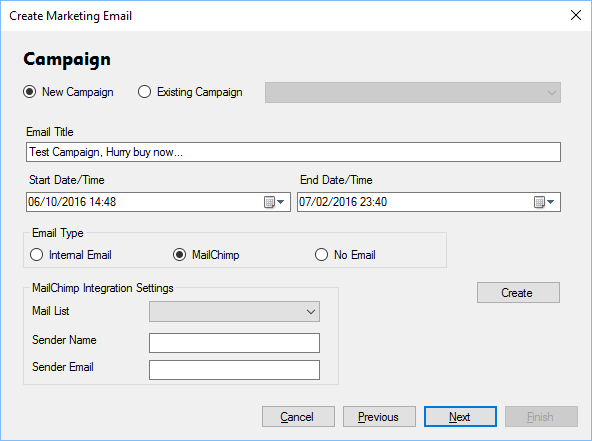 Create Marketing Email
Campaign
New Campaign Existing Campaign
Email Title
Test Campaign, Hurry buy now...
Start Date/Time End Date/Time
06/10/2016 14:48 07/02/2016 23:40
Email Type
Internal Email MailChimp No Email
MailChimp Integration Settings
Create
Mail List
Sender Name
Sender Email
Cancel Previous Next Finish